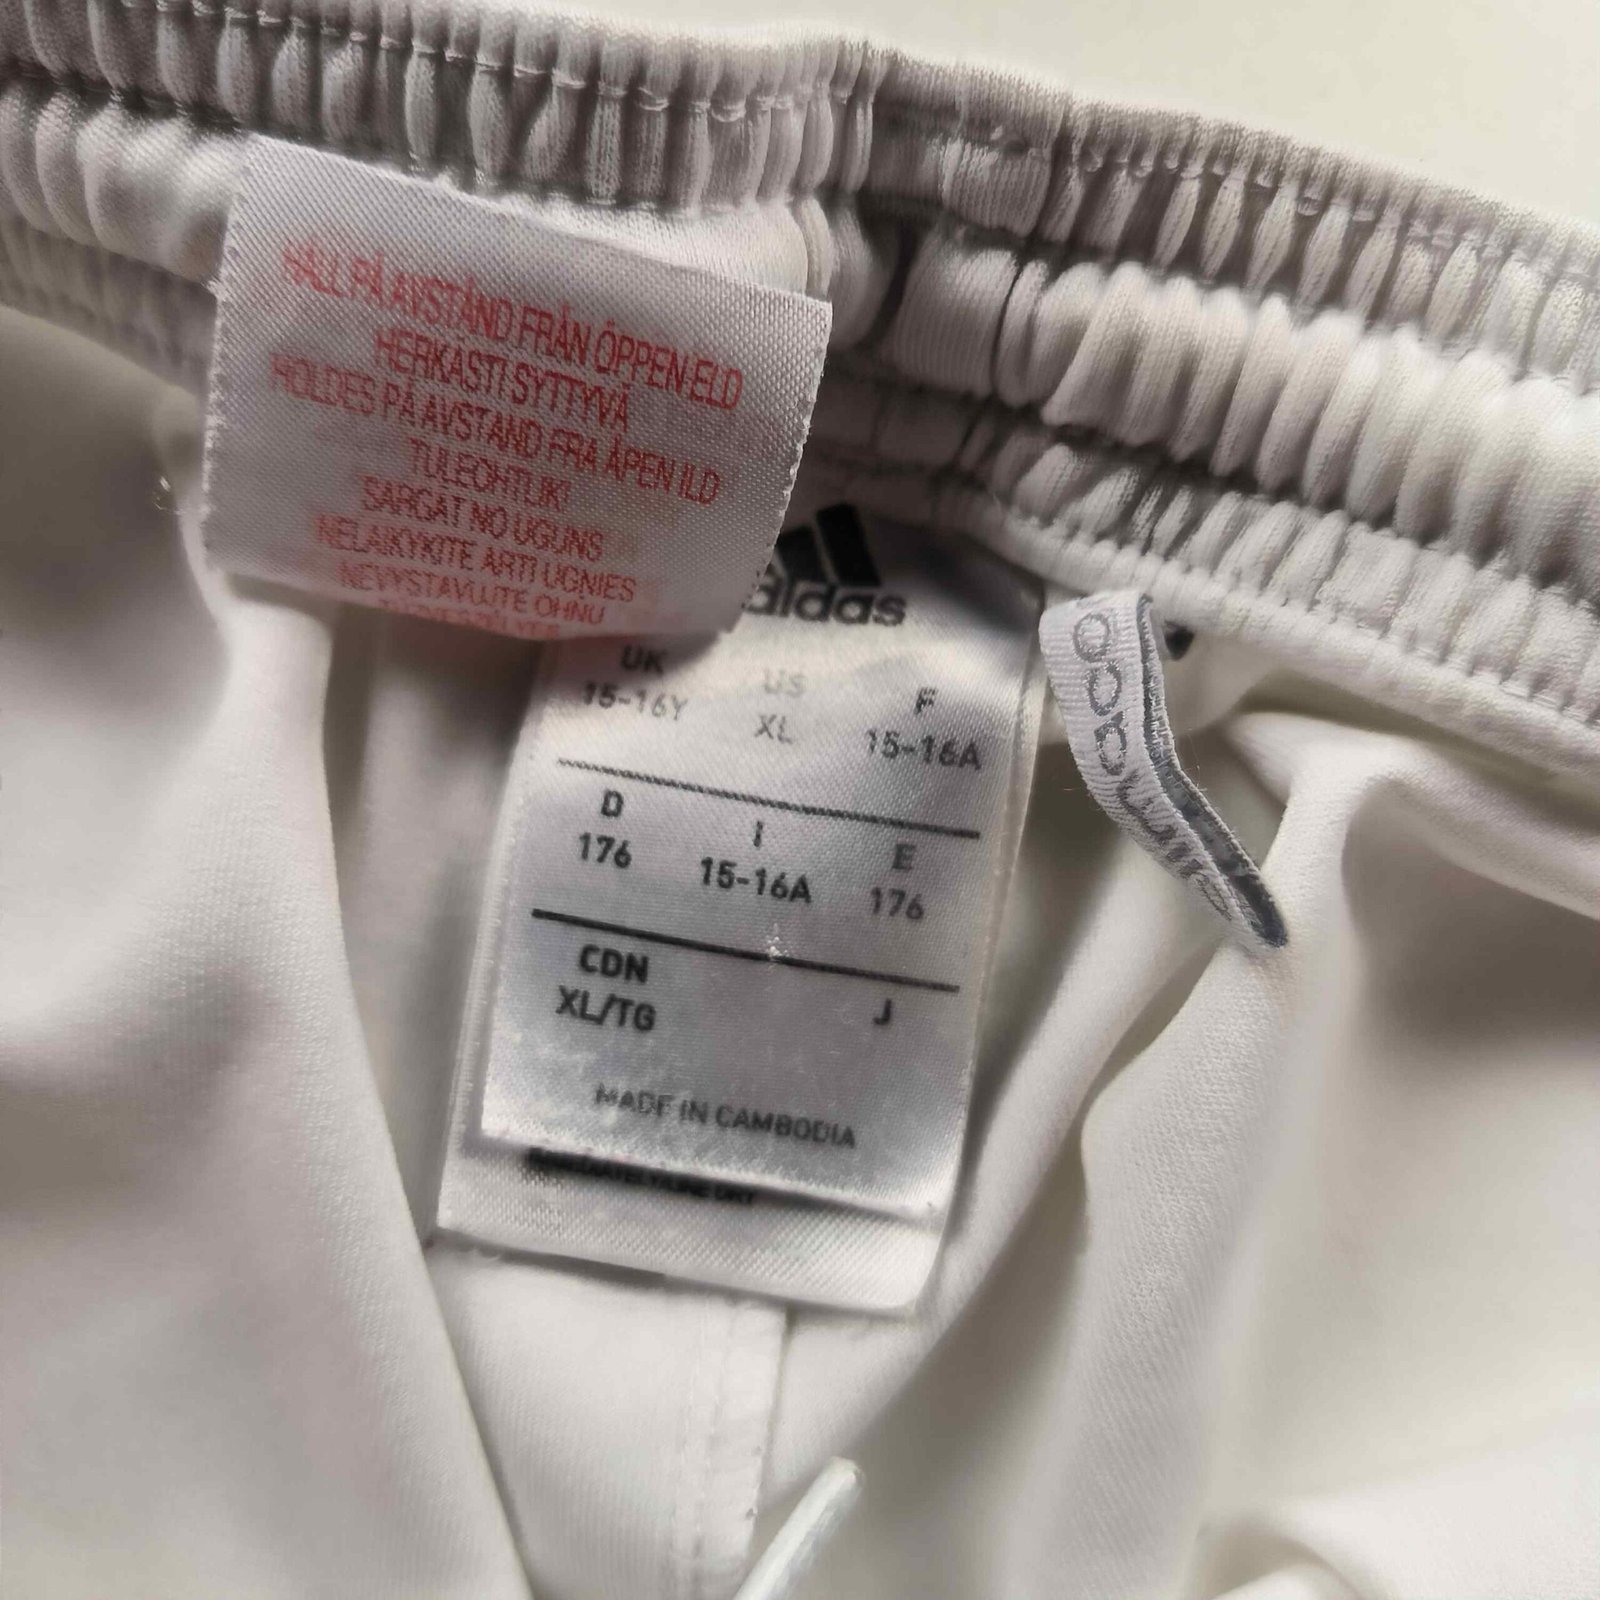 HÅLL PÅ AVSTÅND FRÅN ÖPPEN ELD
HERKÄSTI SYTTYVÄ
HOLDES PÅ AVSTAND FRA ÅPEN ILD
TULEOHTLIK!
SARGĀT NO UGUNS
NELAIKYKITE ARTI UGNIES
NEVYSTAVUJTE OHNU
adidas
UK US F
15-16Y XL 15-16A
D I E
176 15-16A 176
CDN J
XL/TG
MADE IN CAMBODIA
climacool